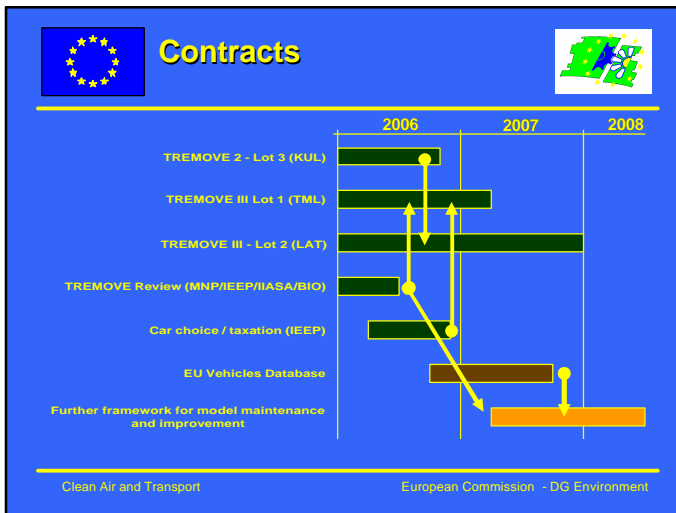 Contracts
2006
2007
2008
TREMOVE 2 - Lot 3 (KUL)
TREMOVE III Lot 1 (TML)
TREMOVE III - Lot 2 (LAT)
TREMOVE Review (MNP/IEEP/IIASA/BIO)
Car choice / taxation (IEEP)
EU Vehicles Database
Further framework for model maintenance
and improvement
Clean Air and Transport
European Commission - DG Environment